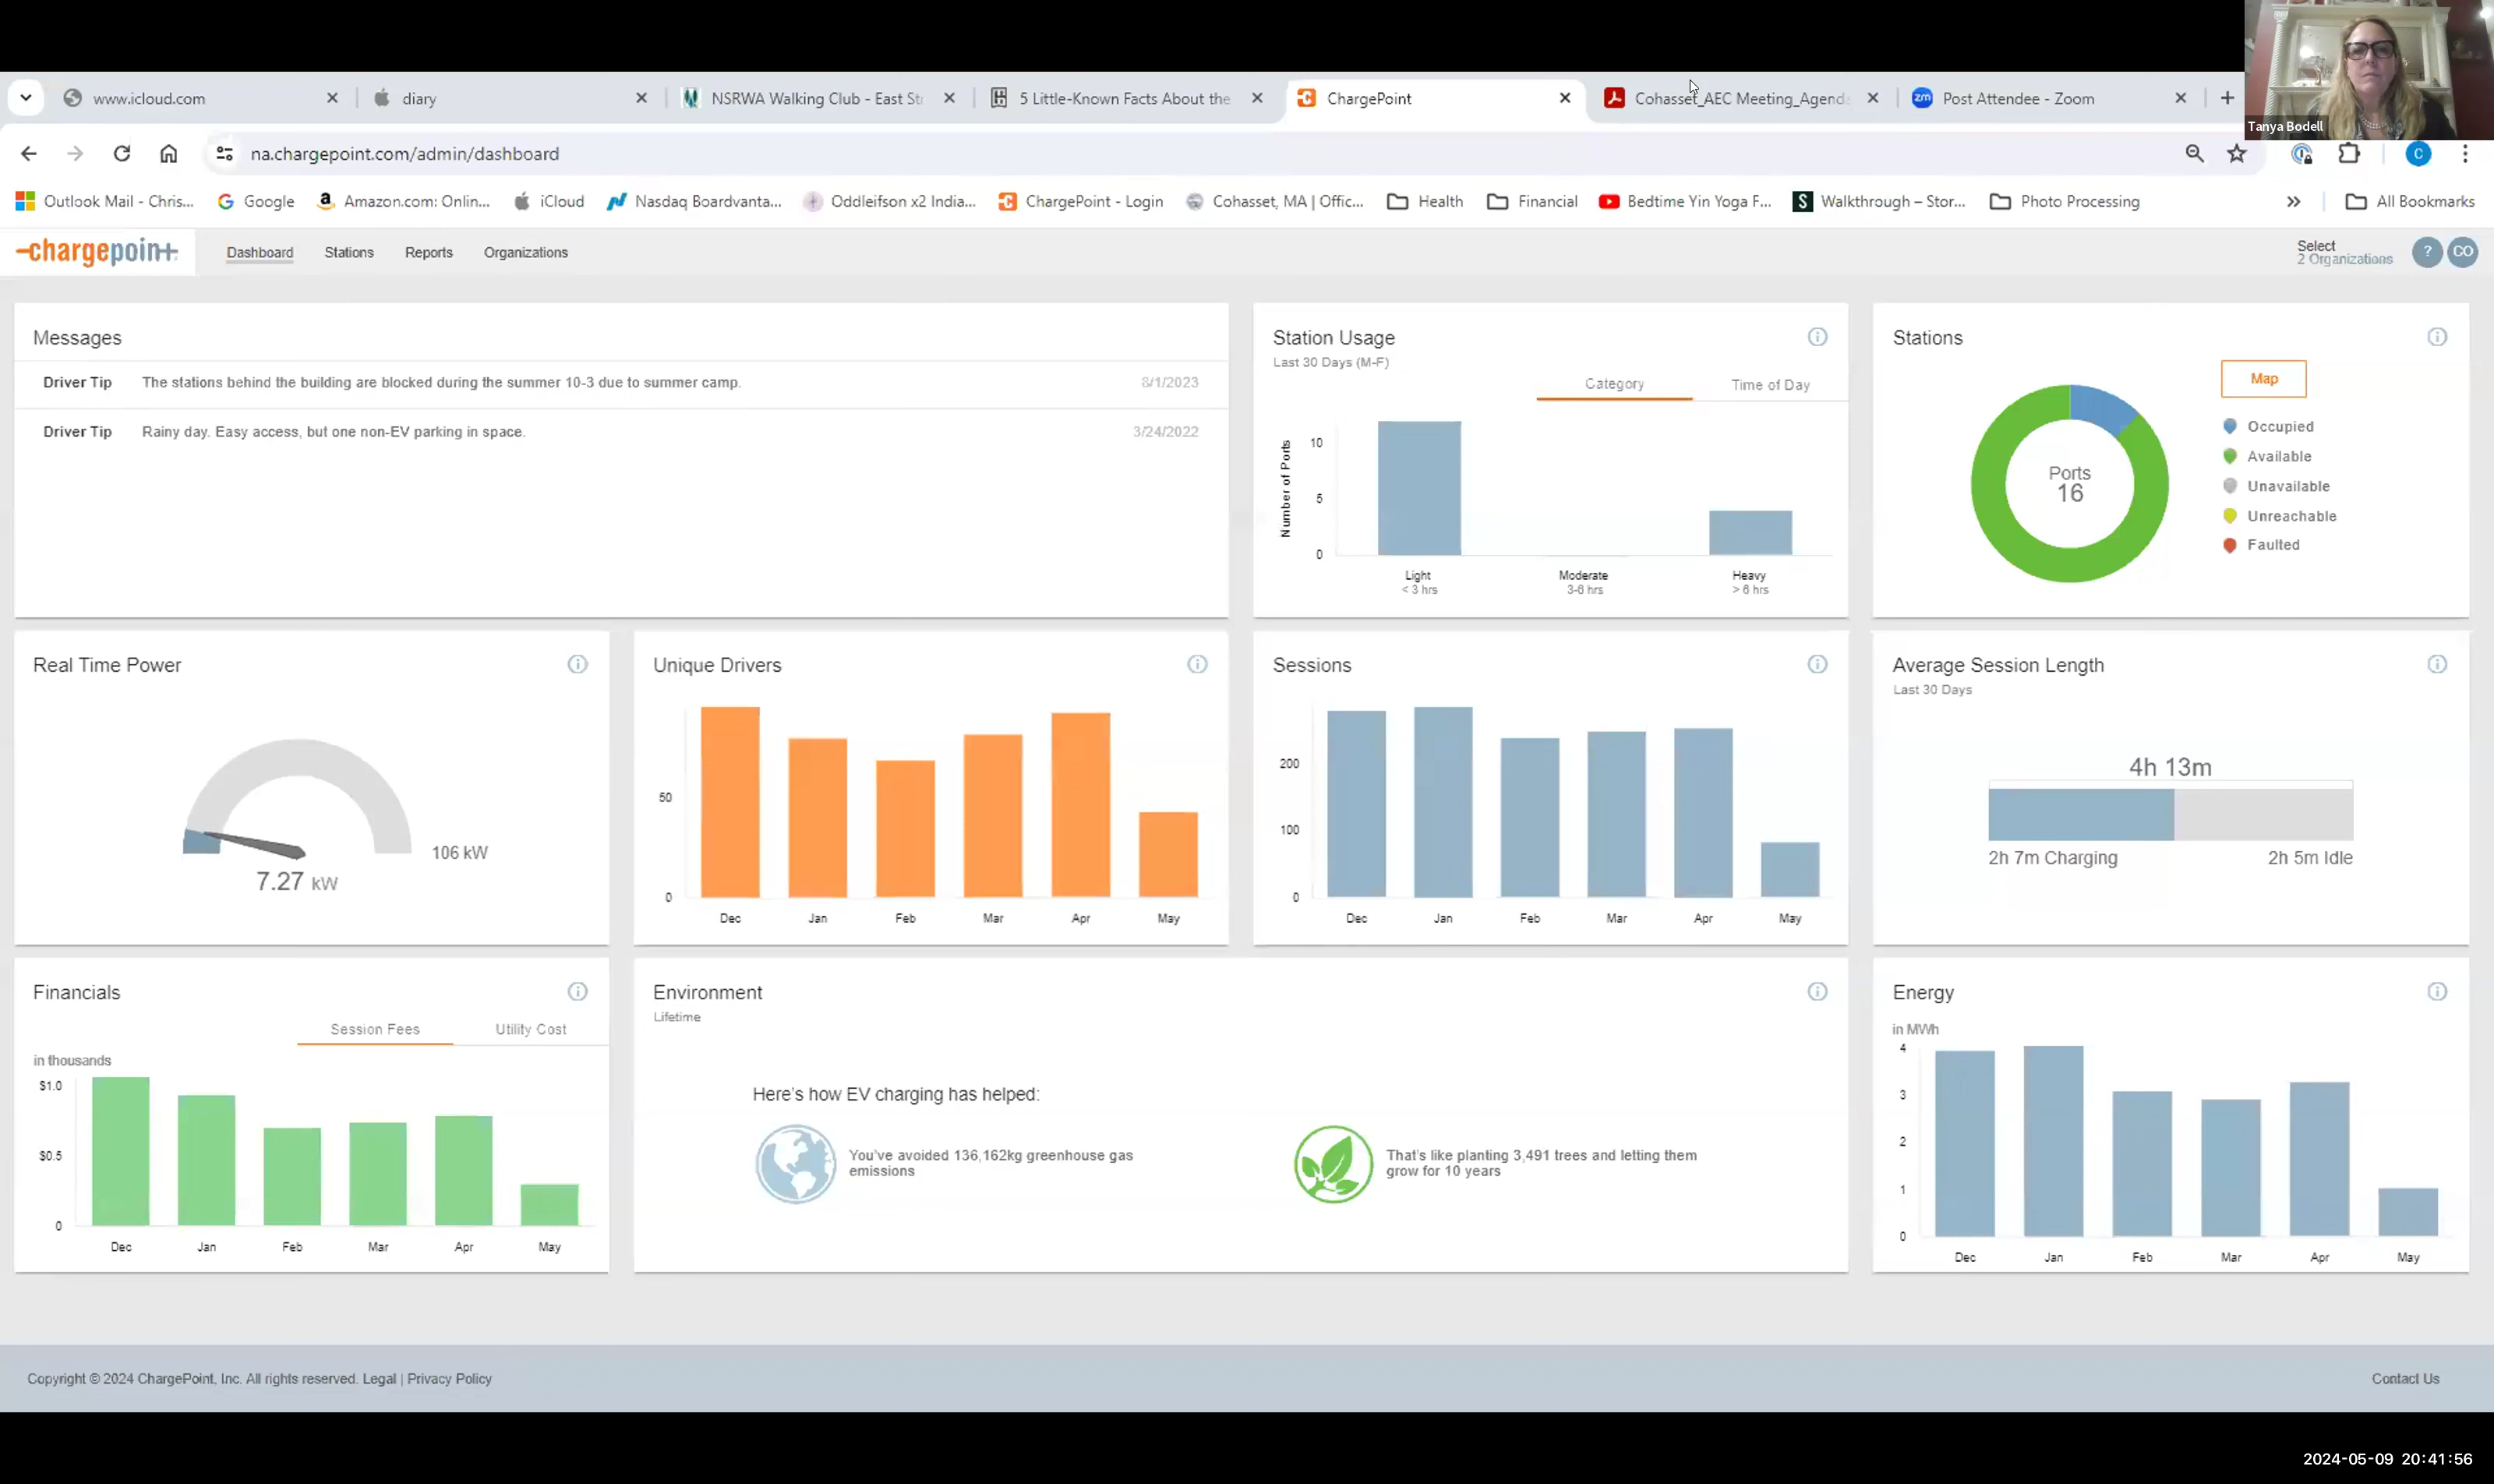 www.icloud.com
diary
NSRWA Walking Club - East St
5 Little-Known Facts About the
ChargePoint
Cohasset_AEC Meeting_Agend
zm Post Attendee - Zoom
Tanya Bodell
na.chargepoint.com/admin/dashboard
C
Outlook Mail - Chris...
Google
Amazon.com: Onlin...
iCloud
Nasdaq Boardvanta...
Oddleifson x2 India...
ChargePoint - Login
Cohasset, MA | Offic...
Health
Financial
Bedtime Yin Yoga F...
Walkthrough – Stor...
Photo Processing
All Bookmarks
chargepoin+
Dashboard
Stations
Reports
Organizations
Select
2 Organizations
?
CO
Messages
Driver Tip The stations behind the building are blocked during the summer 10-3 due to summer camp. 8/1/2023
Driver Tip Rainy day. Easy access, but one non-EV parking in space. 3/24/2022
Station Usage
Last 30 Days (M-F)
Category Time of Day
Number of Ports
10
5
0
Light Moderate Heavy
< 3 hrs 3-6 hrs > 6 hrs
Stations
Map
Ports
16
Occupied
Available
Unavailable
Unreachable
Faulted
Real Time Power
106 kW
7.27 kW
Unique Drivers
50
0
Dec Jan Feb Mar Apr May
Sessions
200
100
0
Dec Jan Feb Mar Apr May
Average Session Length
Last 30 Days
4h 13m
2h 7m Charging 2h 5m Idle
Financials
Session Fees Utility Cost
in thousands
$1.0
$0.5
0
Dec Jan Feb Mar Apr May
Environment
Lifetime
Here's how EV charging has helped:
You've avoided 136,162kg greenhouse gas
emissions
That's like planting 3,491 trees and letting them
grow for 10 years
Energy
in MWh
4
3
2
1
0
Dec Jan Feb Mar Apr May
Copyright © 2024 ChargePoint, Inc. All rights reserved. Legal | Privacy Policy
Contact Us
2024-05-09 20:41:56